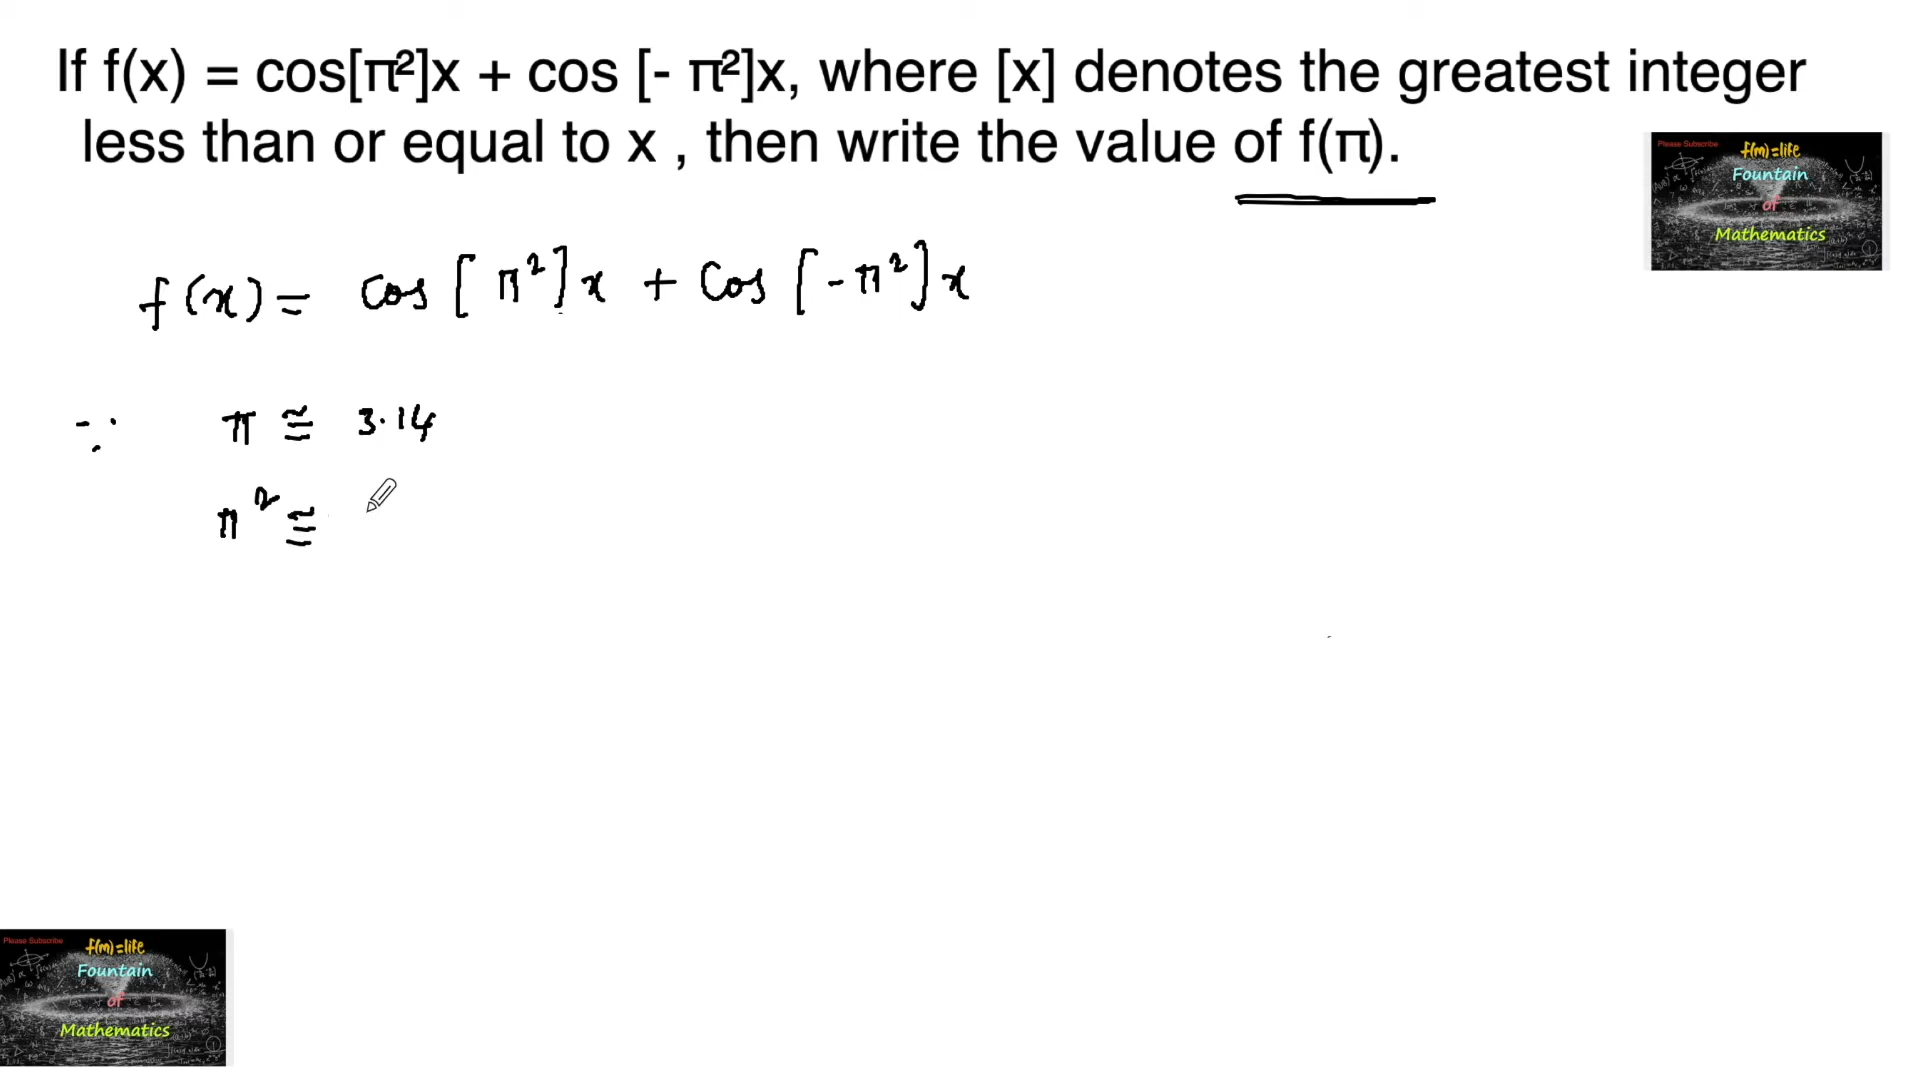 If f(x) = cos[π²]x + cos [- π²]x, where [x] denotes the greatest integer
less than or equal to x , then write the value of f(π).
Please Subscribe
f(m)=life
Fountain
of
Mathematics
f(x) = cos [π²]x + cos [-π²]x
∵ π ≅ 3.14
π² ≅
Please Subscribe
f(m)=life
Fountain
of
Mathematics